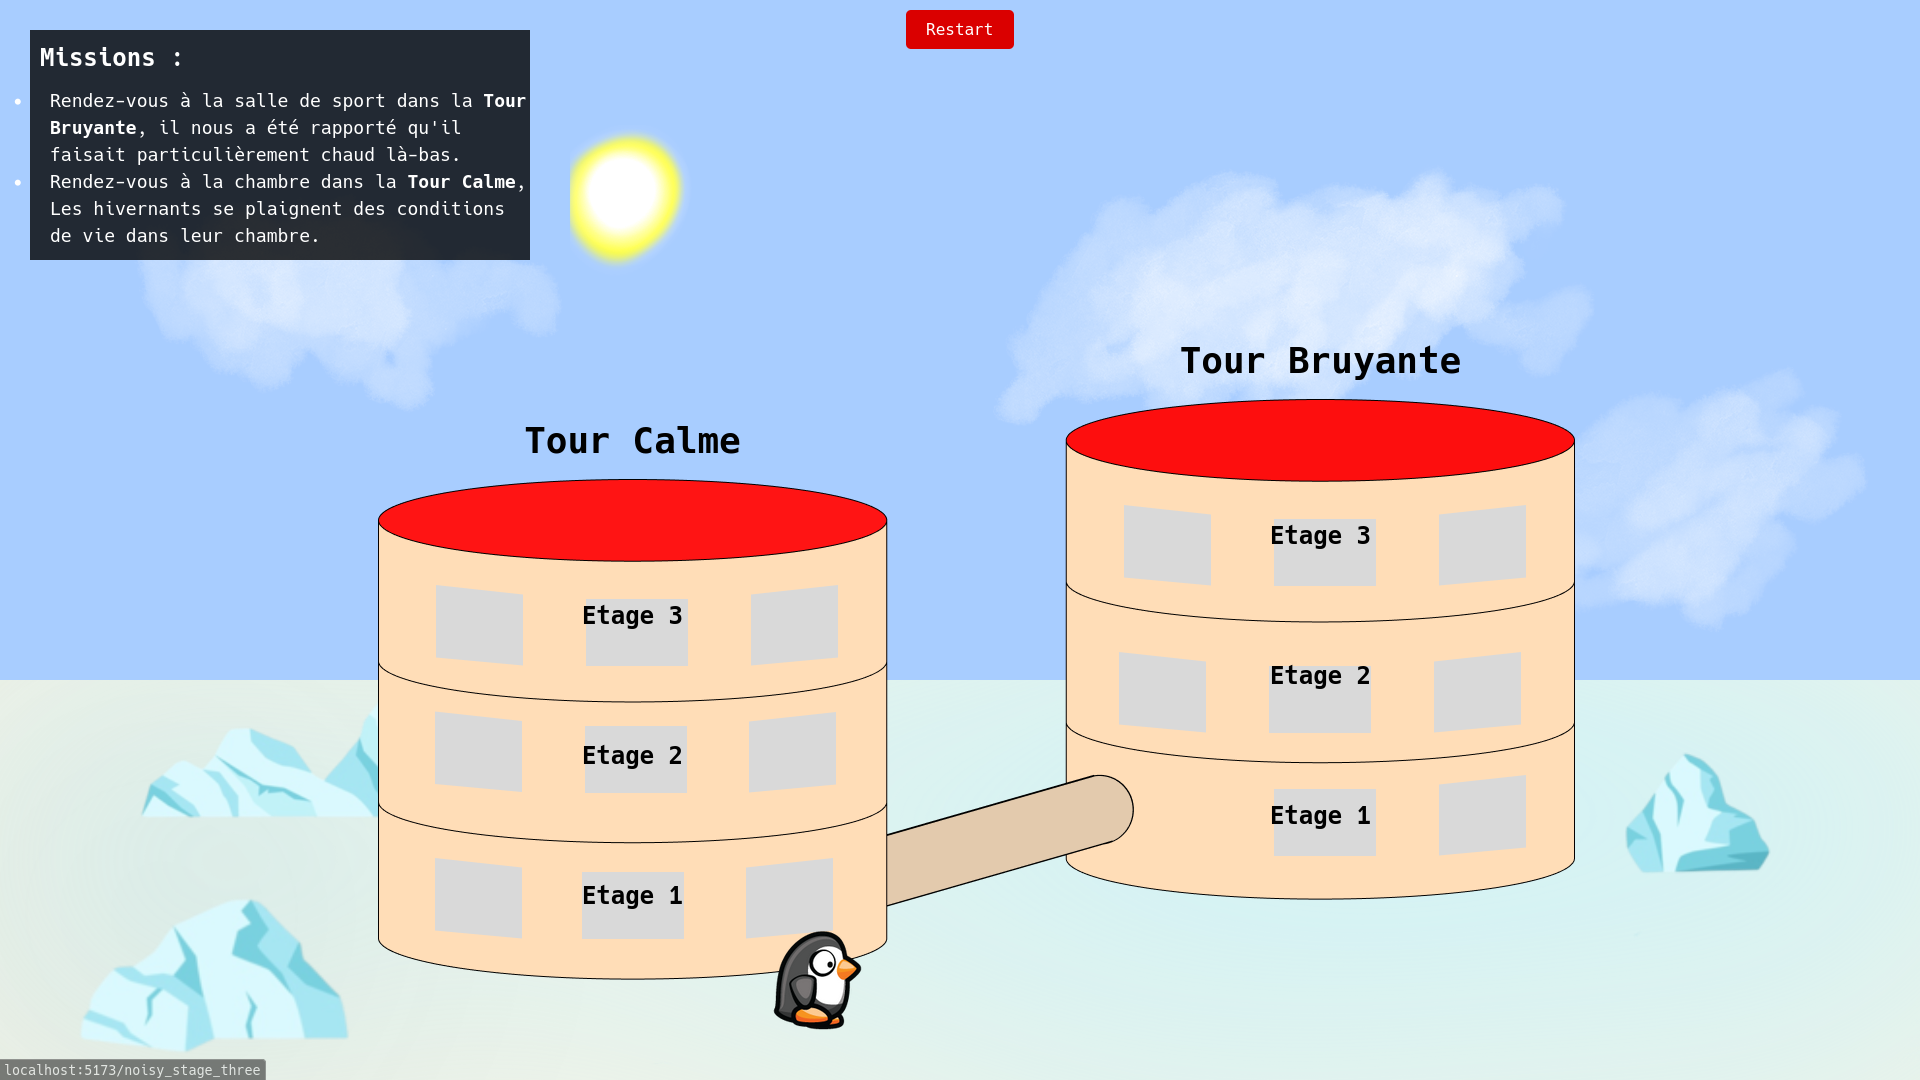 Restart
Missions :
Rendez-vous à la salle de sport dans la Tour
Bruyante, il nous a été rapporté qu'il
faisait particulièrement chaud là-bas.
Rendez-vous à la chambre dans la Tour Calme,
Les hivernants se plaignent des conditions
de vie dans leur chambre.
Tour Bruyante
Tour Calme
Etage 3
Etage 3
Etage 2
Etage 2
Etage 1
Etage 1
localhost:5173/noisy_stage_three